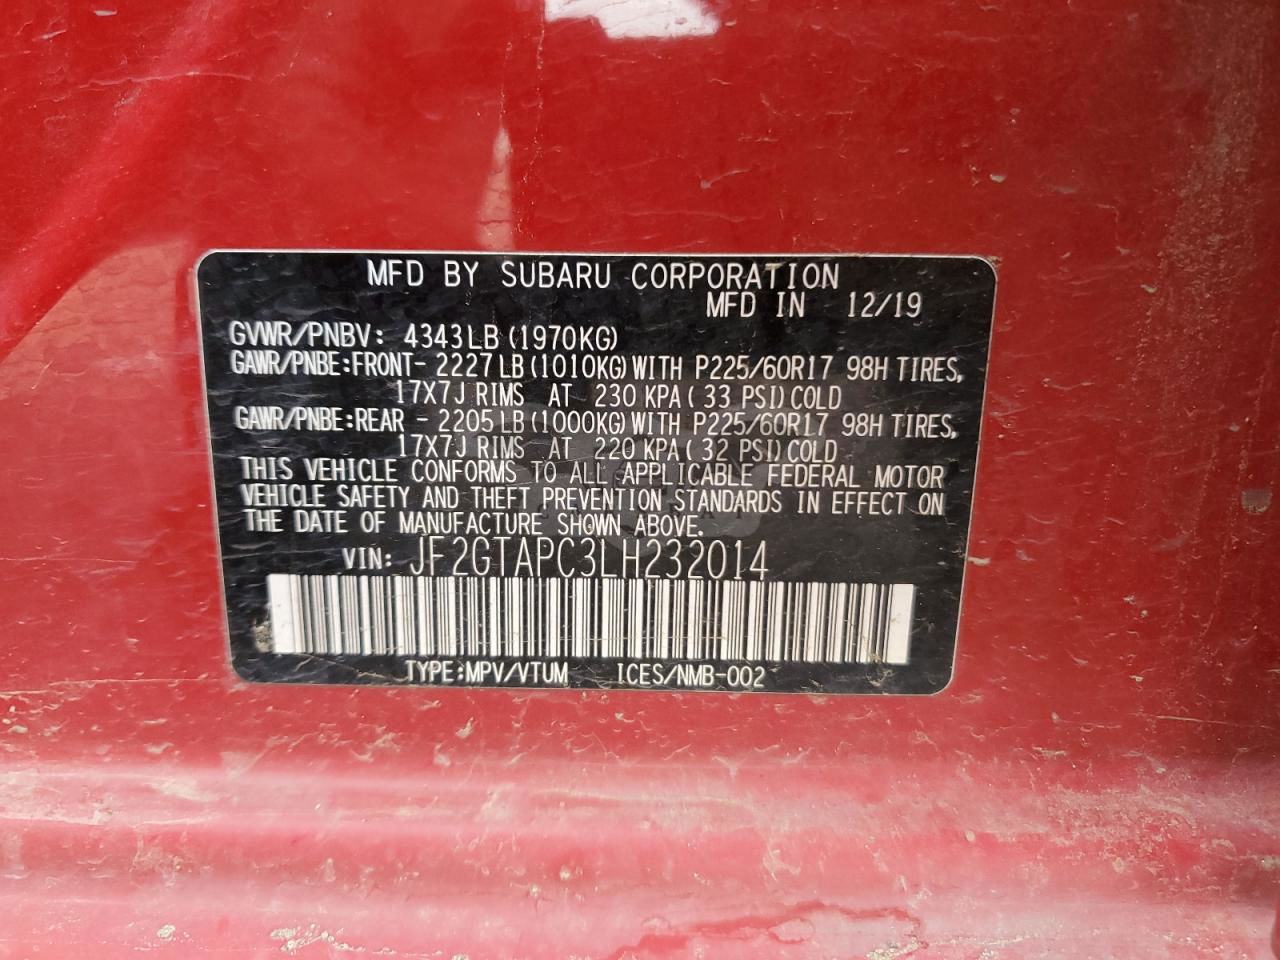 MFD BY SUBARU CORPORATION
MFD IN 12/19
GVWR/PNBV: 4343LB (1970KG)
GAWR/PNBE:FRONT- 2227 LB (1010KG) WITH P225/60R17 98H TIRES,
17X7J RIMS AT 230 KPA ( 33 PSI) COLD
GAWR/PNBE:REAR - 2205 LB (1000KG) WITH P225/60R17 98H TIRES,
17X7J RIMS AT 220 KPA ( 32 PSI) COLD
THIS VEHICLE CONFORMS TO ALL APPLICABLE FEDERAL MOTOR
VEHICLE SAFETY AND THEFT PREVENTION STANDARDS IN EFFECT ON
THE DATE OF MANUFACTURE SHOWN ABOVE.
VIN: JF2GTAPC3LH232014
TYPE:MPV/VTUM ICES/NMB-002